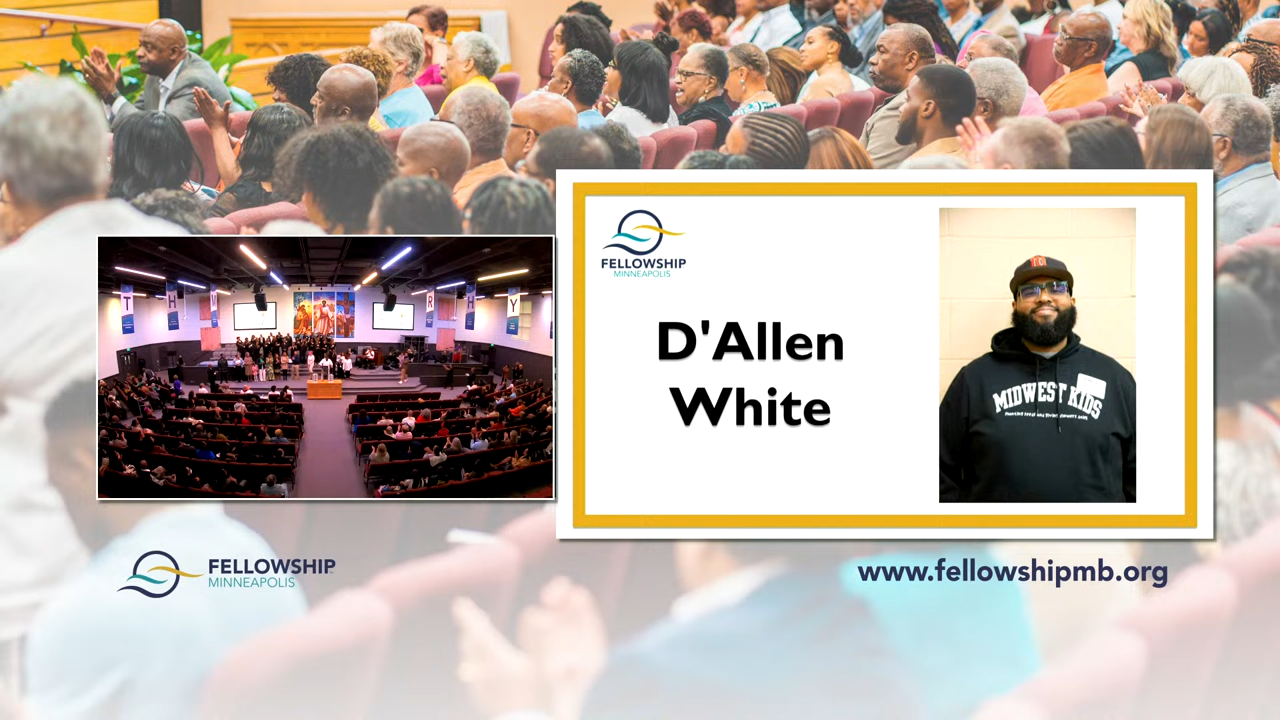 FELLOWSHIP
MINNEAPOLIS
D'Allen
White
MIDWEST KIDS
T
H
R
Y
FELLOWSHIP
MINNEAPOLIS
www.fellowshipmb.org